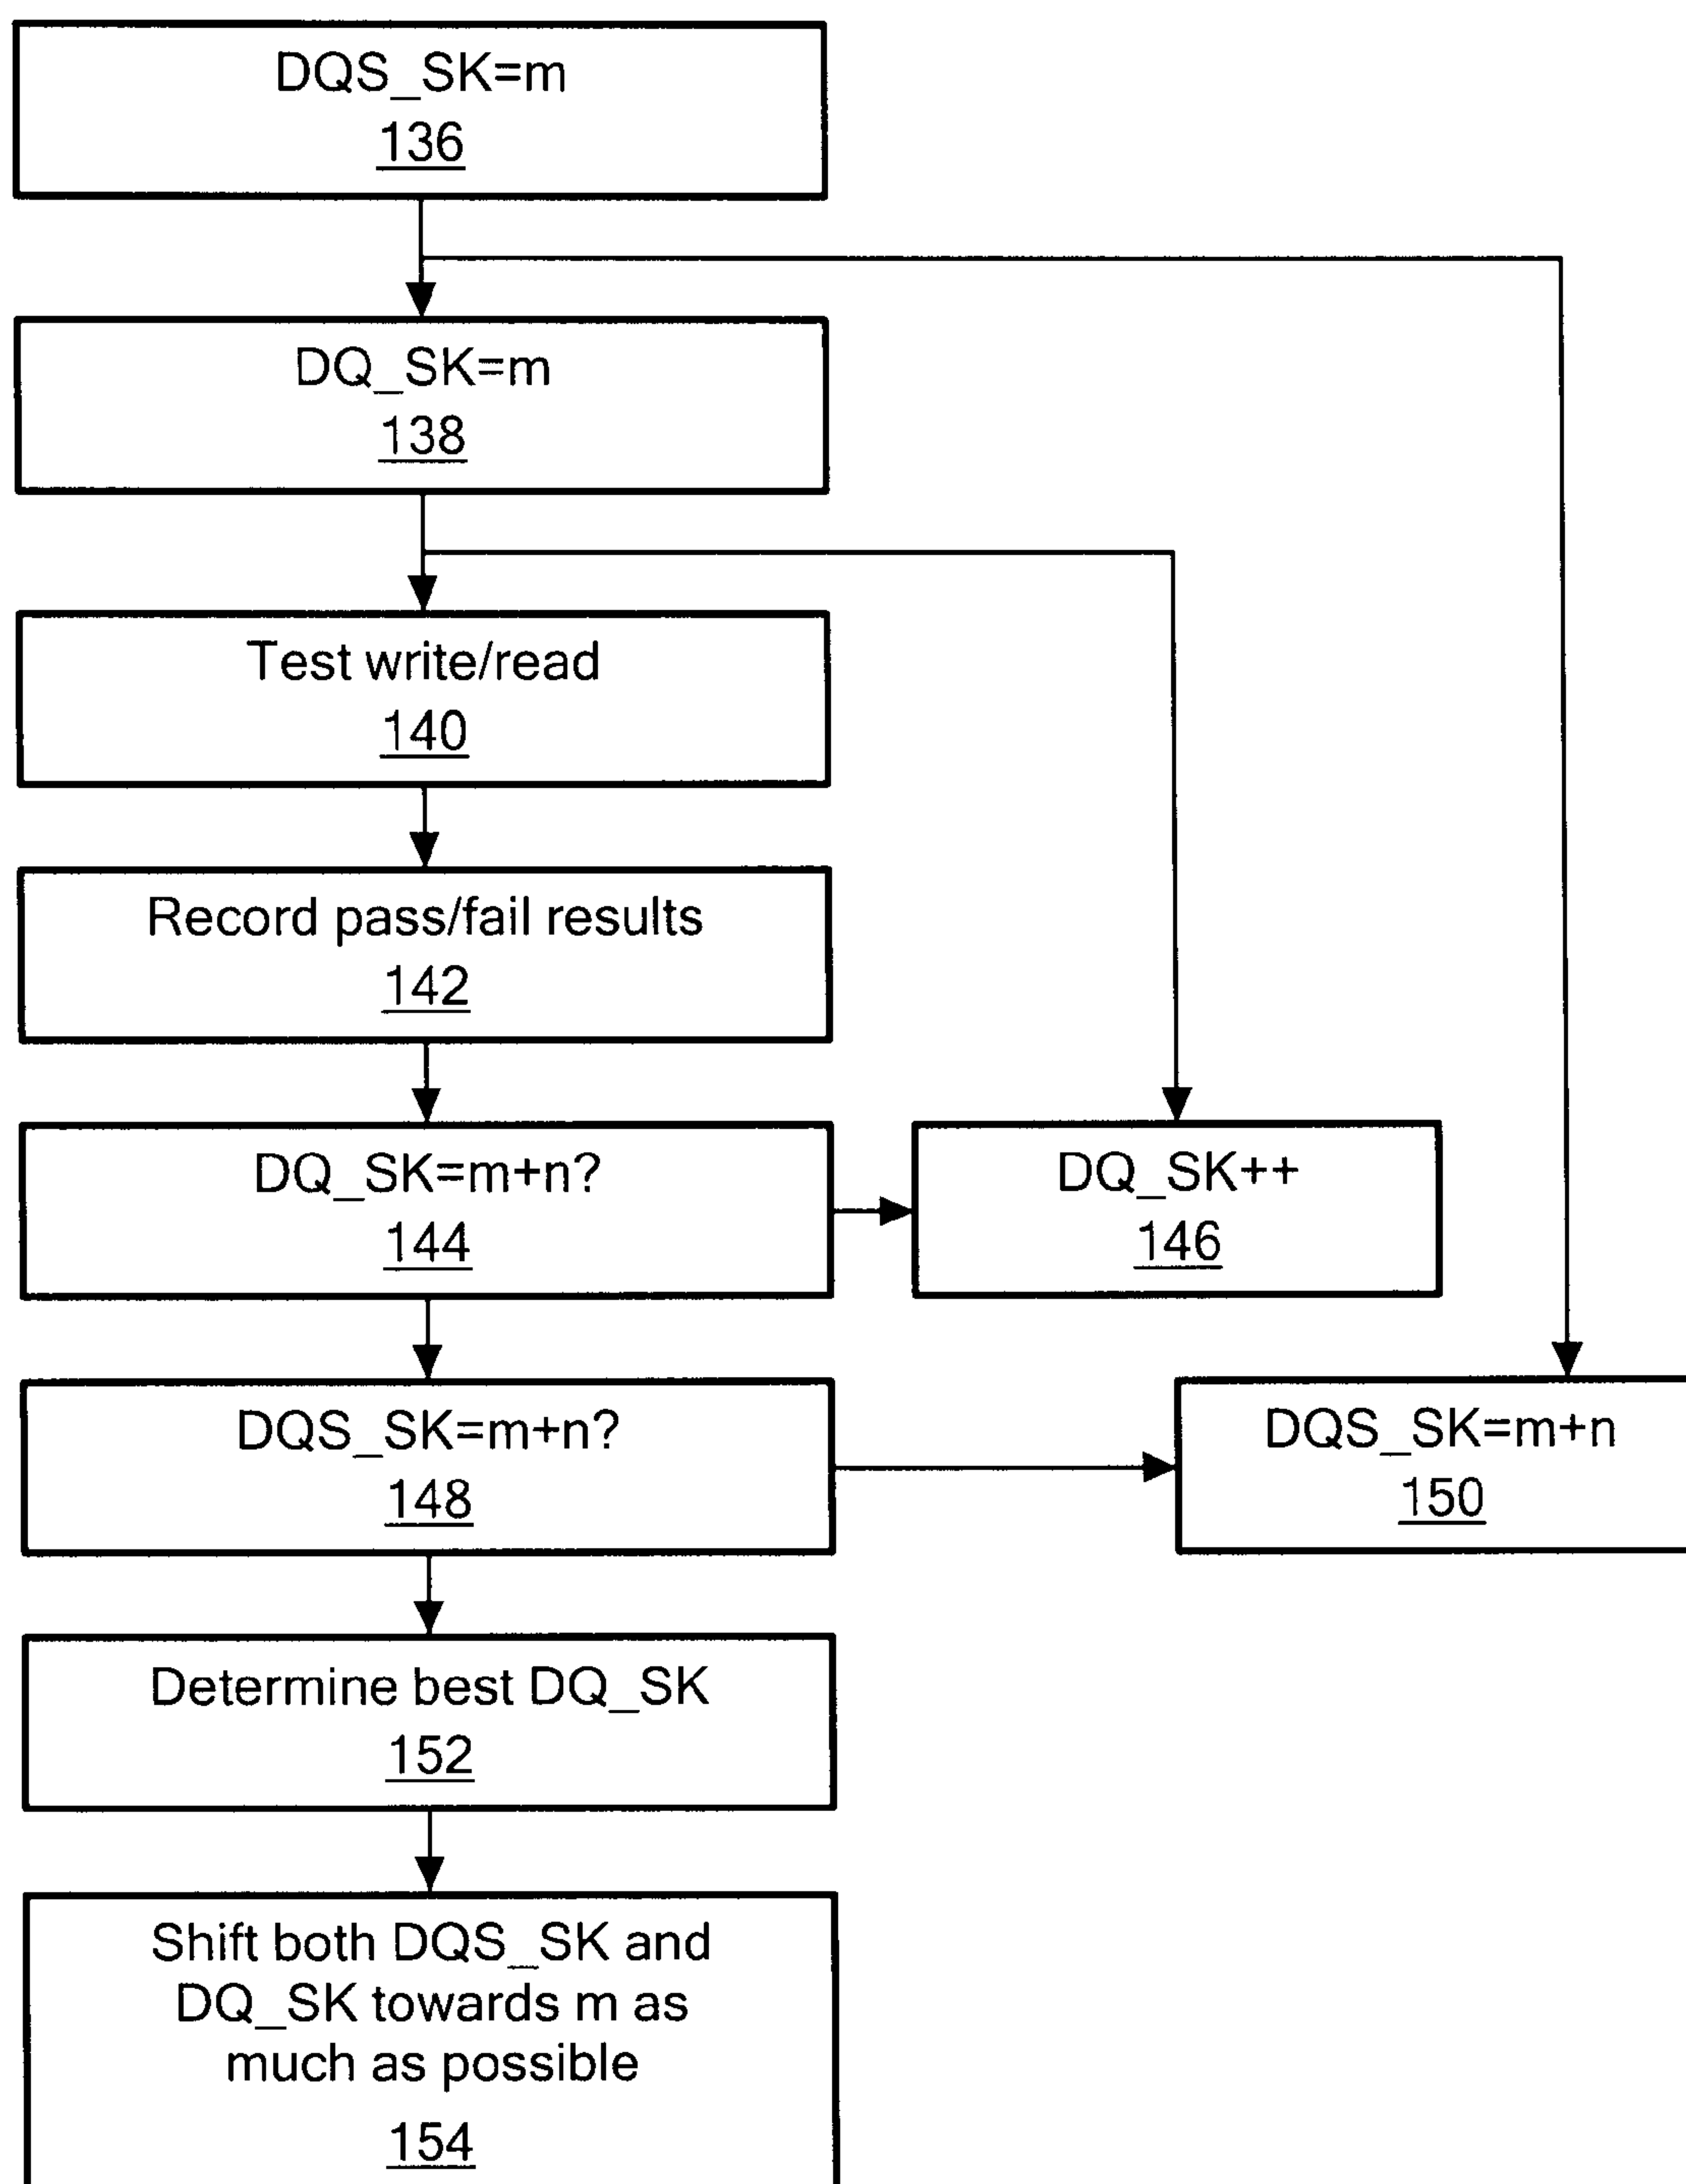 DQS_SK=m
136
DQ_SK=m
138
Test write/read
140
Record pass/fail results
142
DQ_SK=m+n?
144
DQ_SK++
146
DQS_SK=m+n?
148
DQS_SK=m+n
150
Determine best DQ_SK
152
Shift both DQS_SK and
DQ_SK towards m as
much as possible
154